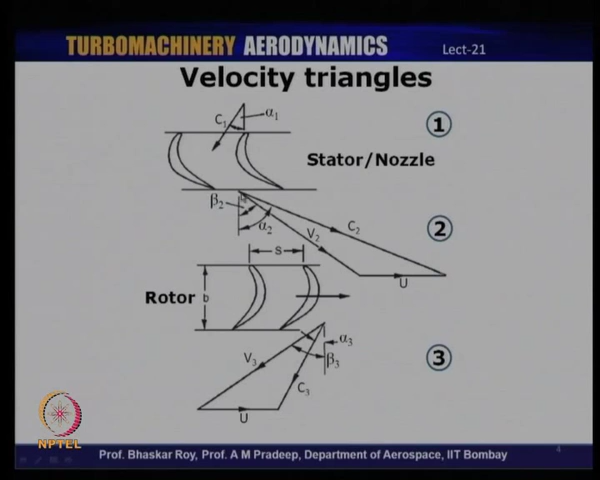 TURBOMACHINERY AERODYNAMICS
Lect-21
Velocity triangles
C1
α1
1
Stator/Nozzle
β2
α2
C2
V2
2
S
U
Rotor
b
α3
V3
β3
3
C3
U
NPTEL
Prof. Bhaskar Roy, Prof. A M Pradeep, Department of Aerospace, IIT Bombay
4